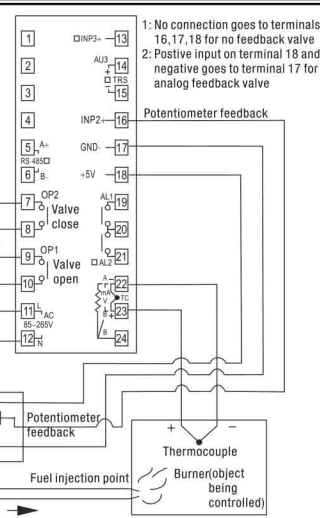 1: No connection goes to terminals
16,17,18 for no feedback valve
2: Postive input on terminal 18 and
negative goes to terminal 17 for
analog feedback valve
1
INP3+
13
2
AU3
+
14
TRS
3
−
15
4
INP2+
16
Potentiometer feedback
5
A+
GND-
17
RS-485
6
B-
+5V
18
7
OP2
Valve
close
AL1
19
8
20
9
OP1
Valve
open
21
AL2
10
A
22
11
L
AC
85~265V
mA
V
TC
B
+
23
12
N
B
24
Potentiometer
feedback
+
−
Thermocouple
Fuel injection point
Burner(object
being
controlled)